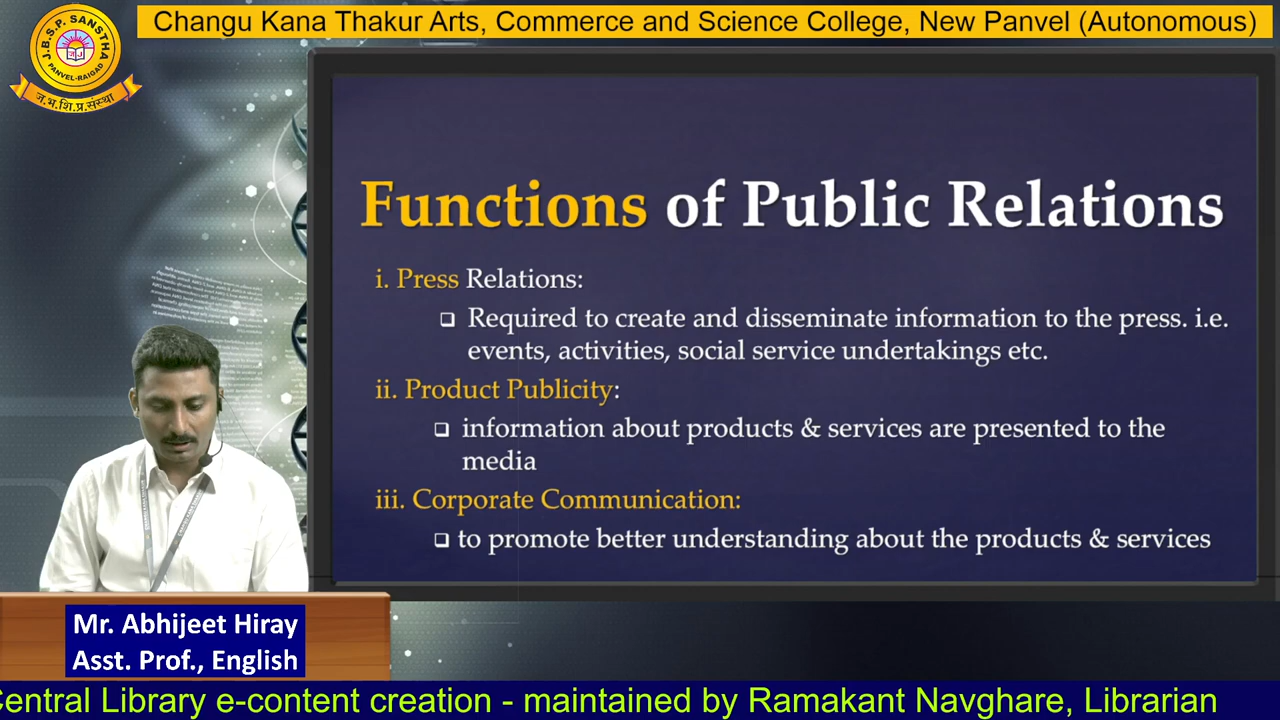 Changu Kana Thakur Arts, Commerce and Science College, New Panvel (Autonomous)
J.B.S.P. SANSTHA
PANVEL-RAIGAD
ज.भ.शि.प्र.संस्था
Functions of Public Relations
i. Press Relations:
❑ Required to create and disseminate information to the press. i.e.
events, activities, social service undertakings etc.
ii. Product Publicity:
❑ information about products & services are presented to the
media
iii. Corporate Communication:
❑ to promote better understanding about the products & services
Mr. Abhijeet Hiray
Asst. Prof., English
Central Library e-content creation - maintained by Ramakant Navghare, Librarian